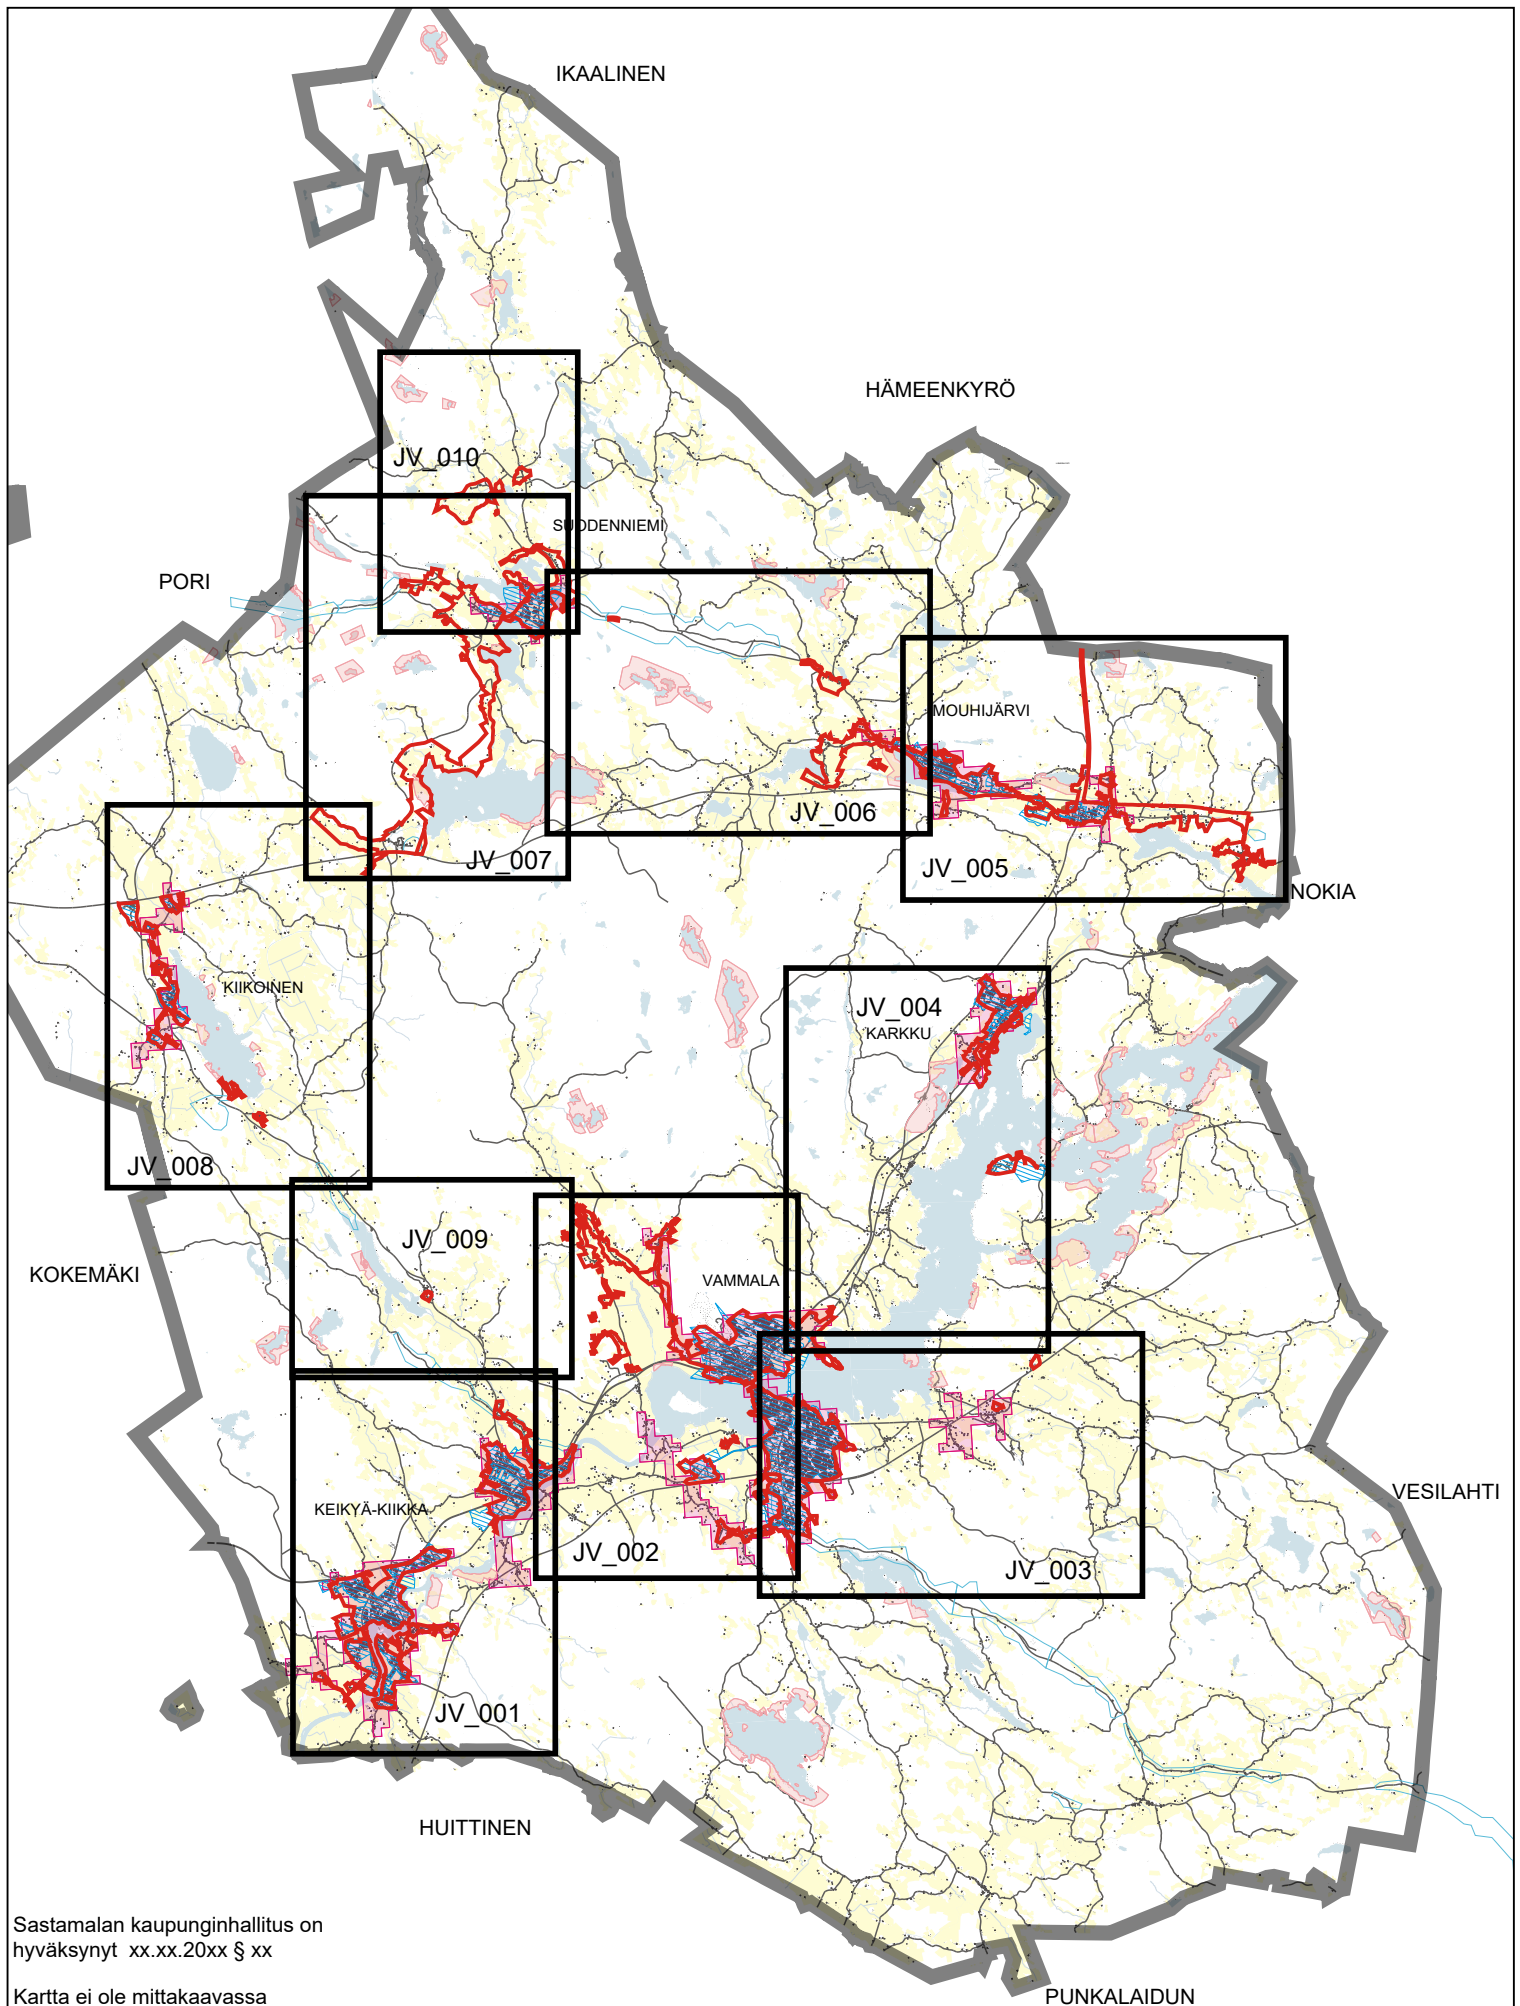 IKAALINEN
HÄMEENKYRÖ
JV_010
SUODENNIEMI
PORI
MOUHIJÄRVI
JV_006
JV_007
JV_005
NOKIA
KIIKOINEN
JV_004
KARKKU
JV_008
JV_009
KOKEMÄKI
VAMMALA
VESILAHTI
KEIKYÄ-KIIKKA
JV_002
JV_003
JV_001
HUITTINEN
Sastamalan kaupunginhallitus on
hyväksynyt xx.xx.20xx § xx
Kartta ei ole mittakaavassa
PUNKALAIDUN